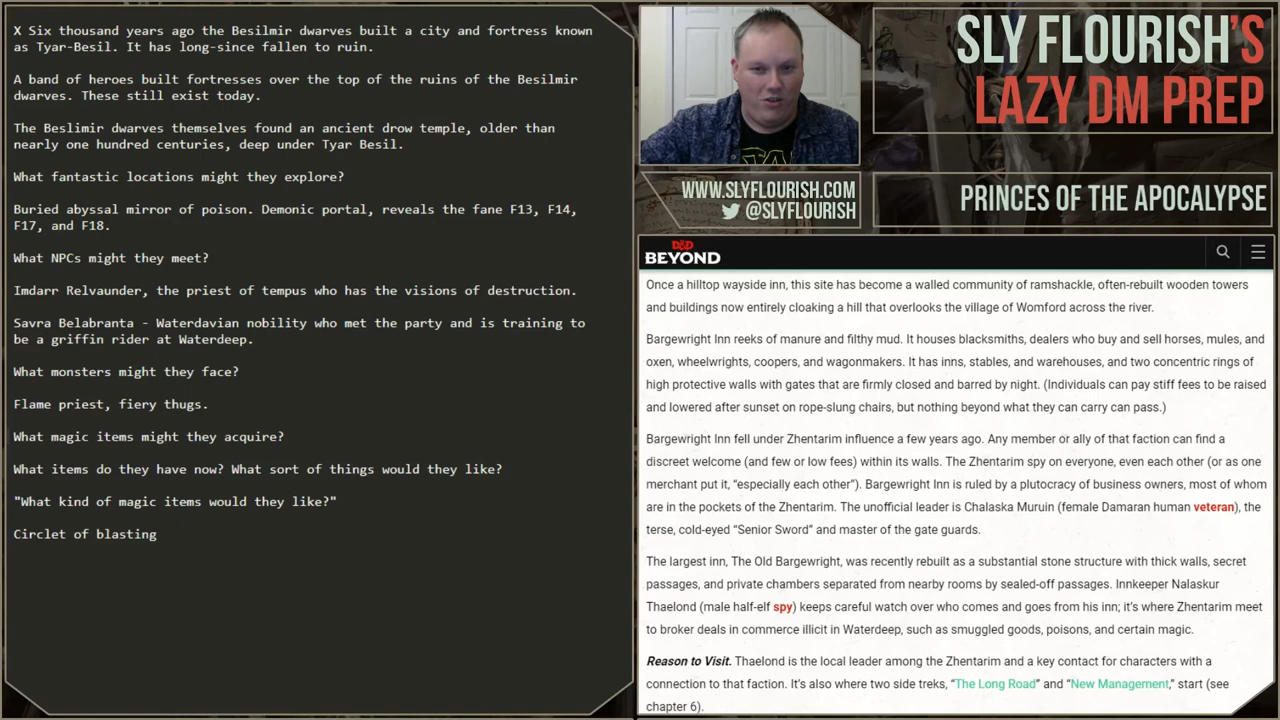 X Six thousand years ago the Besilmir dwarves built a city and fortress known
as Tyar-Besil. It has long-since fallen to ruin.
A band of heroes built fortresses over the top of the ruins of the Besilmir
dwarves. These still exist today.
The Beslimir dwarves themselves found an ancient drow temple, older than
nearly one hundred centuries, deep under Tyar Besil.
What fantastic locations might they explore?
Buried abyssal mirror of poison. Demonic portal, reveals the fane F13, F14,
F17, and F18.
What NPCs might they meet?
Imdarr Relvaunder, the priest of tempus who has the visions of destruction.
Savra Belabranta - Waterdavian nobility who met the party and is training to
be a griffin rider at Waterdeep.
What monsters might they face?
Flame priest, fiery thugs.
What magic items might they acquire?
What items do they have now? What sort of things would they like?
"What kind of magic items would they like?"
Circlet of blasting
SLY FLOURISH'S
LAZY DM PREP
WWW.SLYFLOURISH.COM
@SLYFLOURISH
PRINCES OF THE APOCALYPSE
D&D
BEYOND
Once a hilltop wayside inn, this site has become a walled community of ramshackle, often-rebuilt wooden towers
and buildings now entirely cloaking a hill that overlooks the village of Womford across the river.
Bargewright Inn reeks of manure and filthy mud. It houses blacksmiths, dealers who buy and sell horses, mules, and
oxen, wheelwrights, coopers, and wagonmakers. It has inns, stables, and warehouses, and two concentric rings of
high protective walls with gates that are firmly closed and barred by night. (Individuals can pay stiff fees to be raised
and lowered after sunset on rope-slung chairs, but nothing beyond what they can carry can pass.)
Bargewright Inn fell under Zhentarim influence a few years ago. Any member or ally of that faction can find a
discreet welcome (and few or low fees) within its walls. The Zhentarim spy on everyone, even each other (or as one
merchant put it, “especially each other”). Bargewright Inn is ruled by a plutocracy of business owners, most of whom
are in the pockets of the Zhentarim. The unofficial leader is Chalaska Muruin (female Damaran human veteran), the
terse, cold-eyed “Senior Sword” and master of the gate guards.
The largest inn, The Old Bargewright, was recently rebuilt as a substantial stone structure with thick walls, secret
passages, and private chambers separated from nearby rooms by sealed-off passages. Innkeeper Nalaskur
Thaelond (male half-elf spy) keeps careful watch over who comes and goes from his inn; it’s where Zhentarim meet
to broker deals in commerce illicit in Waterdeep, such as smuggled goods, poisons, and certain magic.
Reason to Visit. Thaelond is the local leader among the Zhentarim and a key contact for characters with a
connection to that faction. It’s also where two side treks, “The Long Road” and “New Management,” start (see
chapter 6).